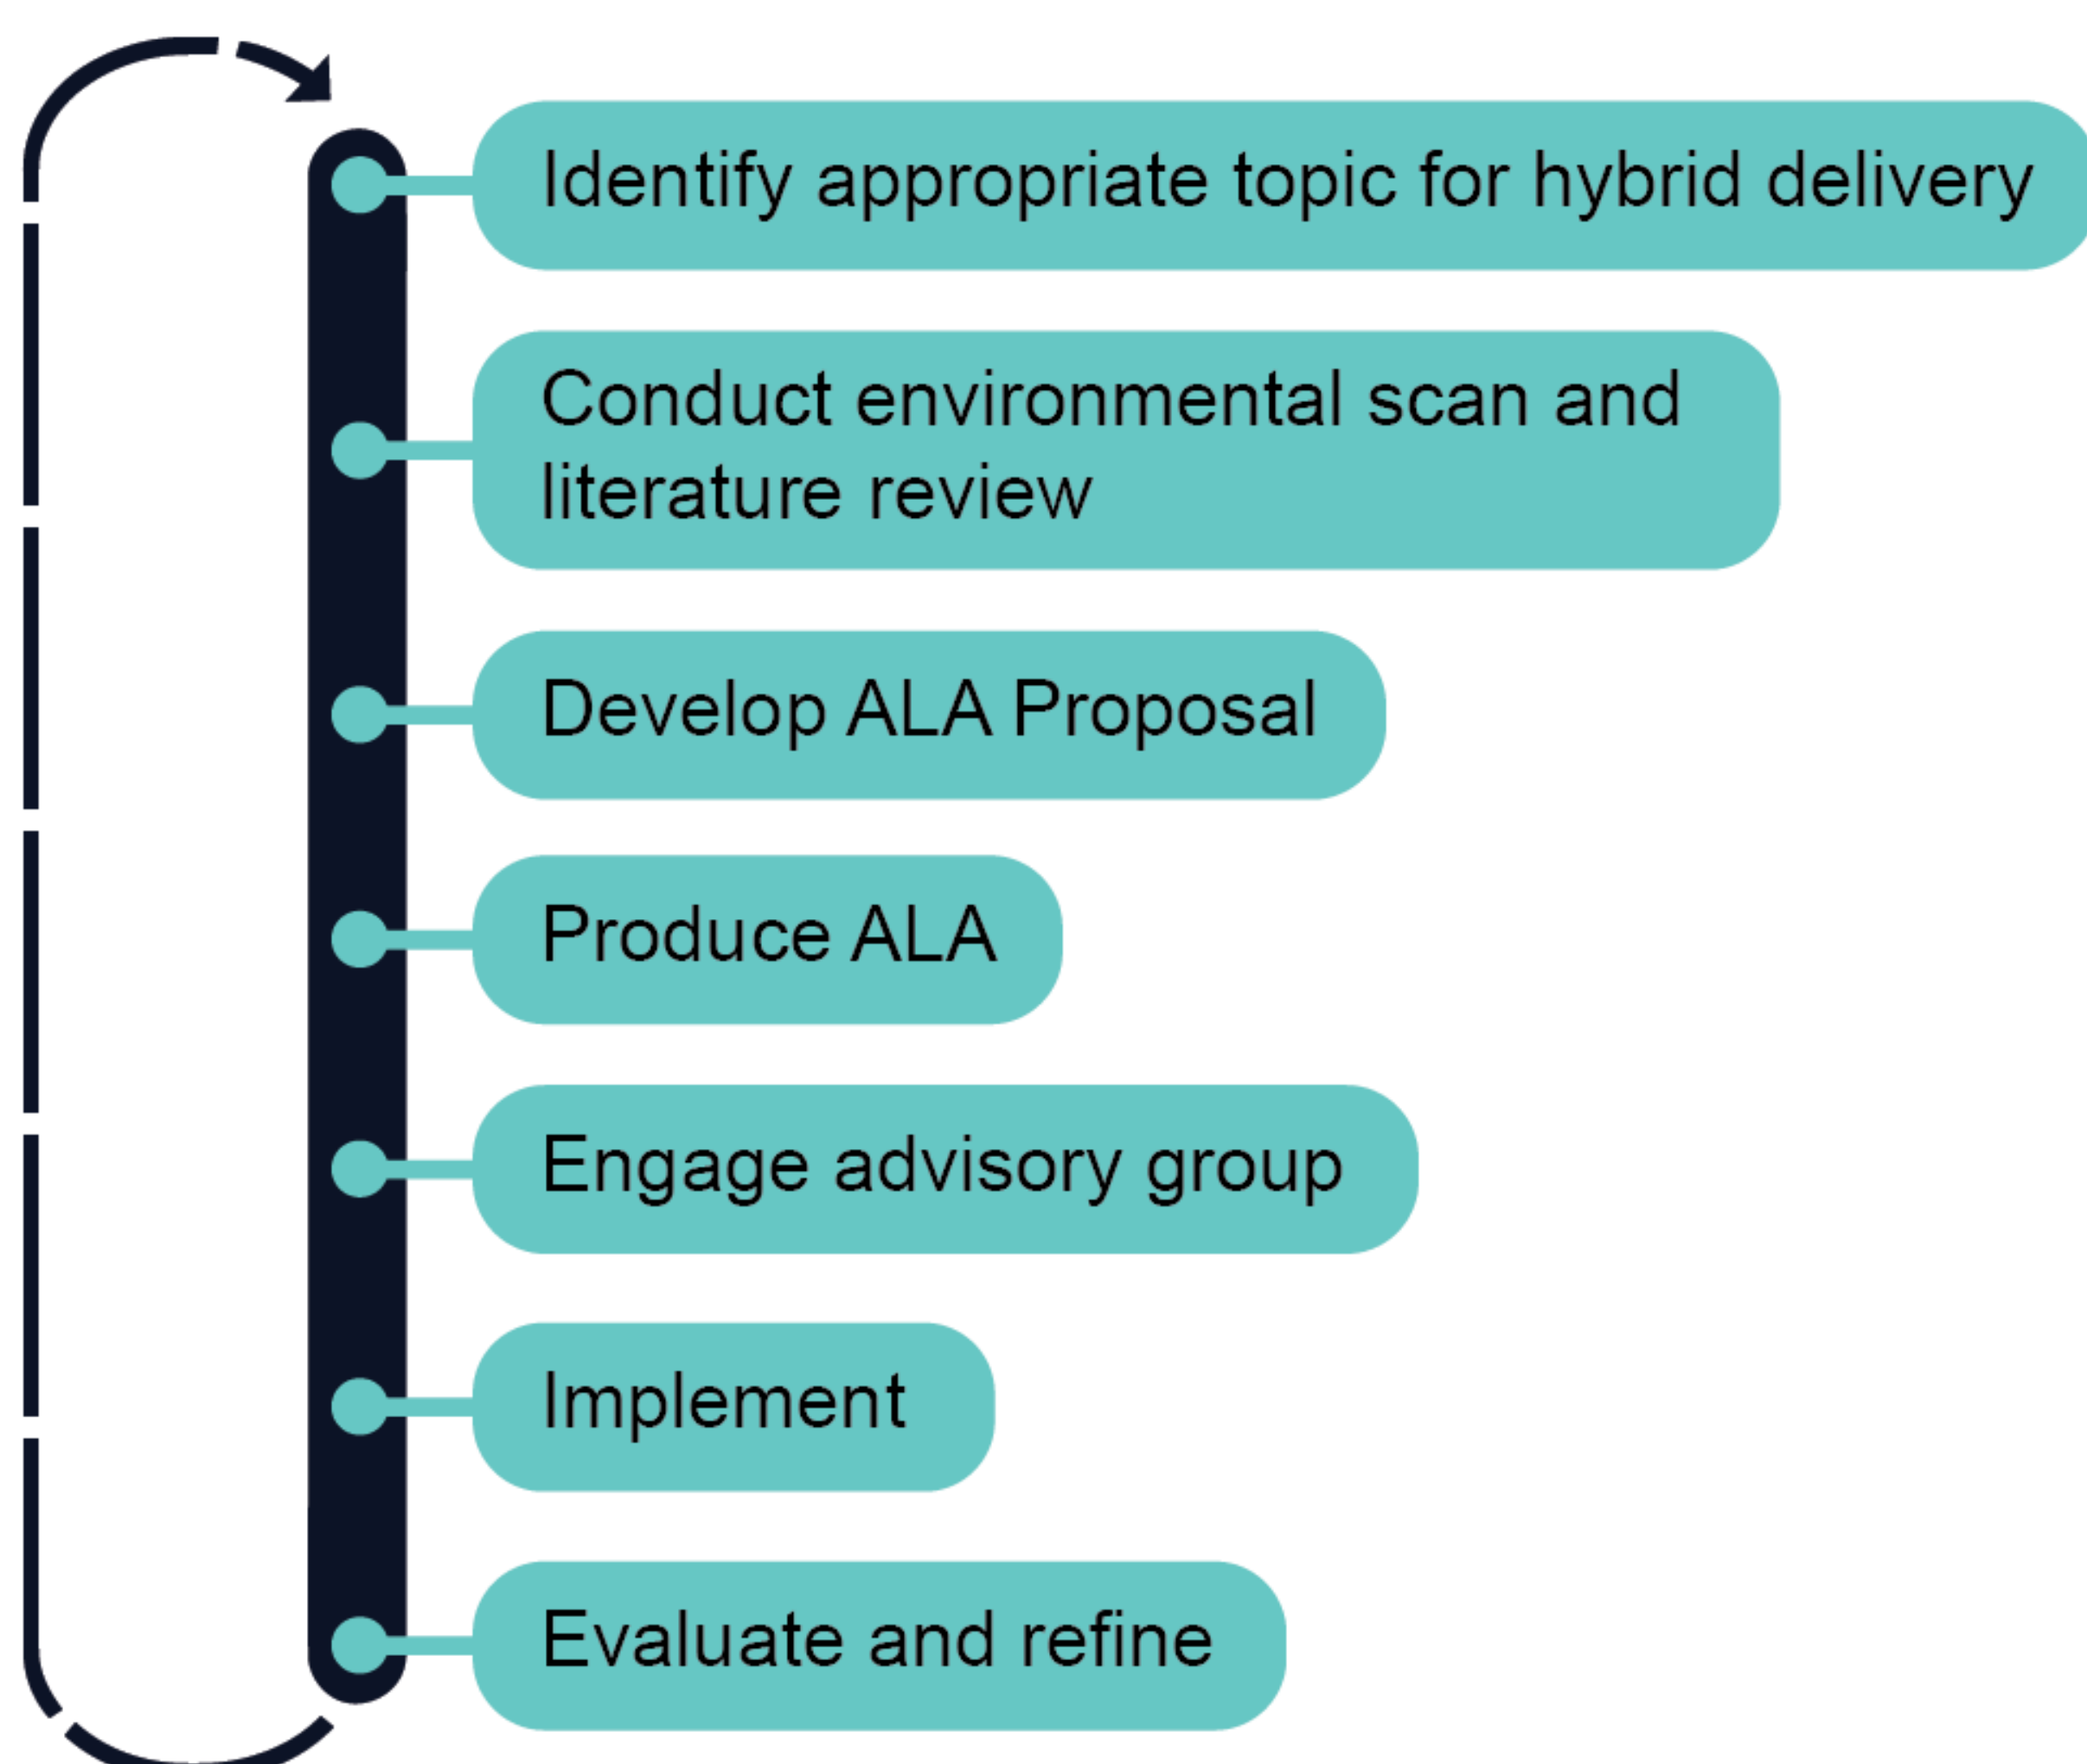 Identify appropriate topic for hybrid delivery
Conduct environmental scan and
literature review
Develop ALA Proposal
Produce ALA
Engage advisory group
Implement
Evaluate and refine